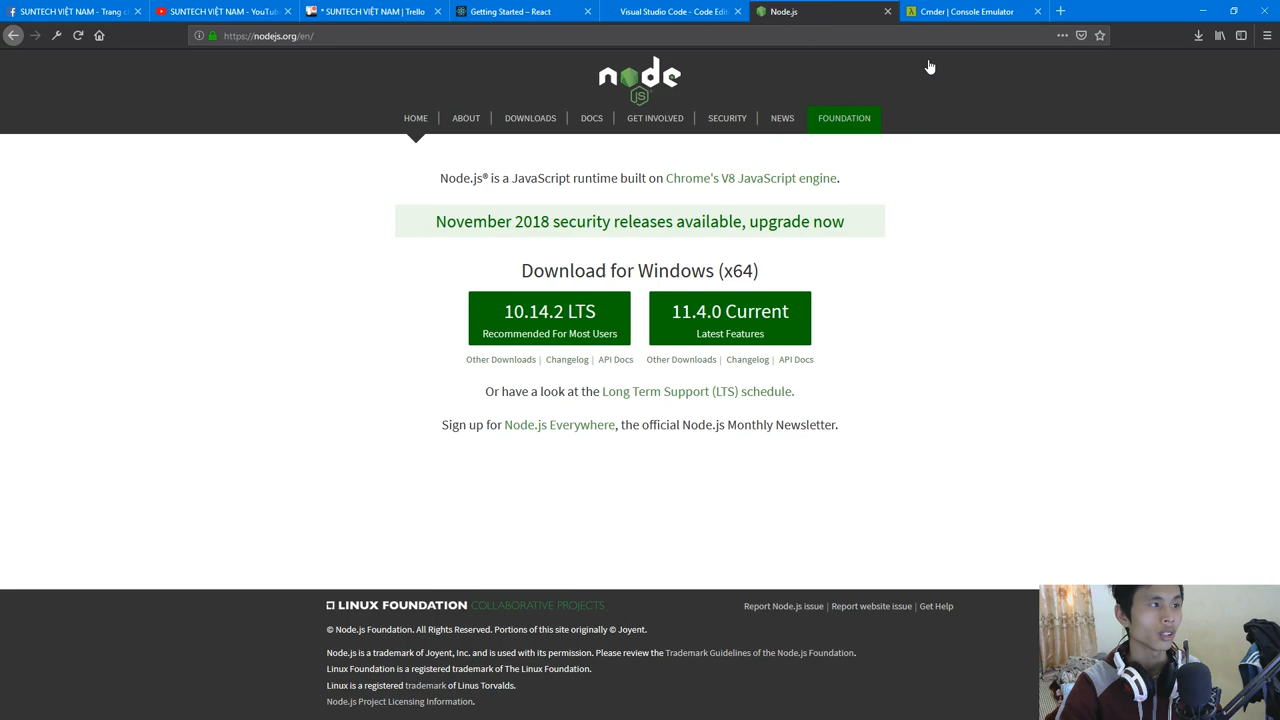 SUNTECH VIỆT NAM - Trang c
SUNTECH VIỆT NAM - YouTu
* SUNTECH VIỆT NAM | Trello
Getting Started – React
Visual Studio Code - Code Edit
Node.js
Cmder | Console Emulator
https://nodejs.org/en/
node
JS
HOME
ABOUT
DOWNLOADS
DOCS
GET INVOLVED
SECURITY
NEWS
FOUNDATION
Node.js® is a JavaScript runtime built on Chrome's V8 JavaScript engine.
November 2018 security releases available, upgrade now
Download for Windows (x64)
10.14.2 LTS
Recommended For Most Users
11.4.0 Current
Latest Features
Other Downloads | Changelog | API Docs
Other Downloads | Changelog | API Docs
Or have a look at the Long Term Support (LTS) schedule.
Sign up for Node.js Everywhere, the official Node.js Monthly Newsletter.
LINUX FOUNDATION COLLABORATIVE PROJECTS
Report Node.js issue | Report website issue | Get Help
© Node.js Foundation. All Rights Reserved. Portions of this site originally © Joyent.
Node.js is a trademark of Joyent, Inc. and is used with its permission. Please review the Trademark Guidelines of the Node.js Foundation.
Linux Foundation is a registered trademark of The Linux Foundation.
Linux is a registered trademark of Linus Torvalds.
Node.js Project Licensing Information.